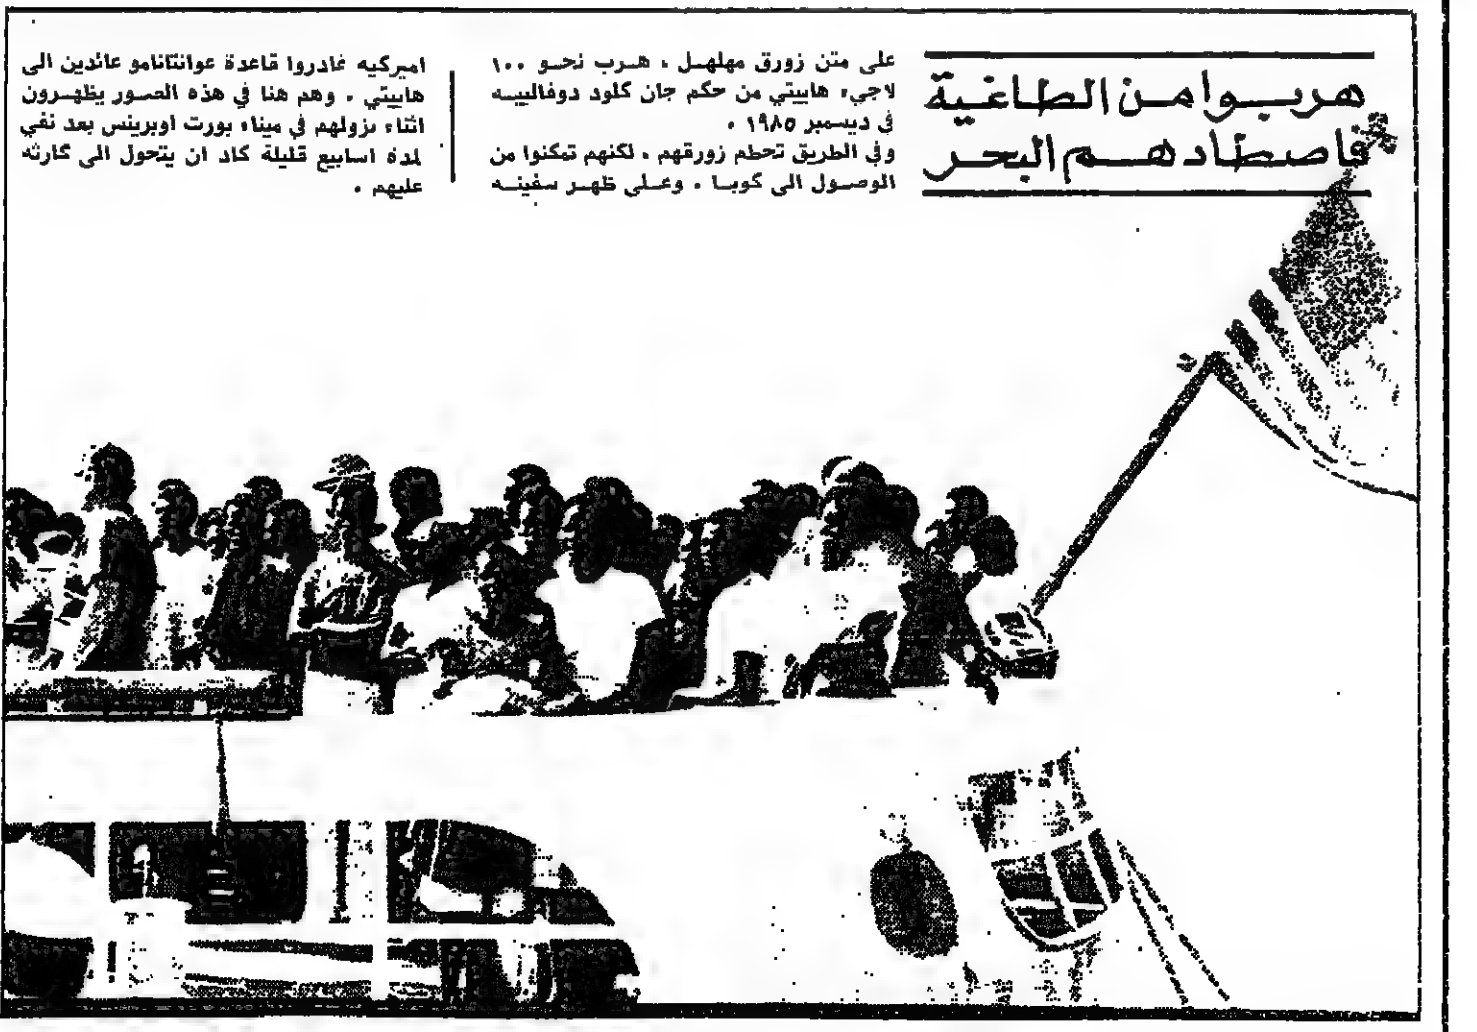 هربوا من الطاغية
فاصطادهم البحر
على متن زورق مهلهل ، هرب نحو ١٠٠
لاجيء هاييتي من حكم جان كلود دوفالييه
في ديسمبر ١٩٨٥ .
وفي الطريق تحطم زورقهم ، لكنهم تمكنوا من
الوصول الى كوبا . وعلى ظهر سفينه
اميركيه غادروا قاعدة غوانتانامو عائدين الى
هاييتي . وهم هنا في هذه الصور يظهرون
اثناء نزولهم في ميناء بورت اوبرينس بعد نفي
لمدة اسابيع قليلة كاد ان يتحول الى كارثه
عليهم .